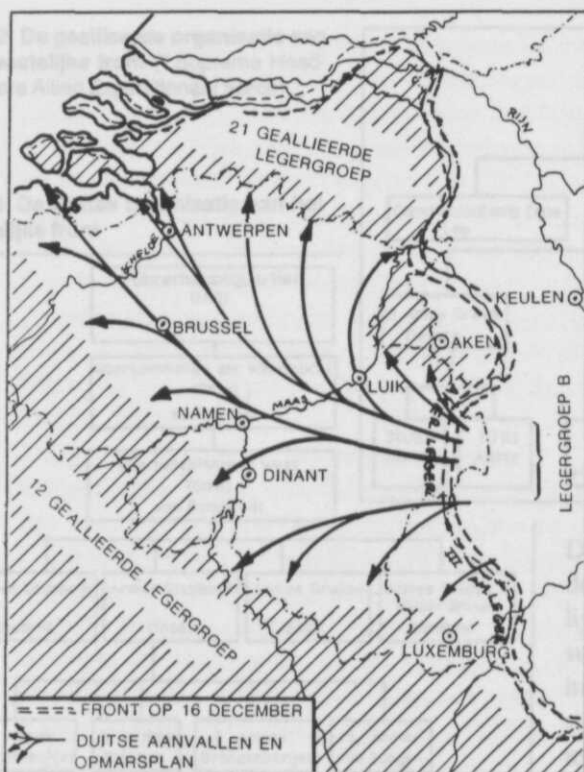 21 GEALLIEERDE
LEGERGROEP
RIJN
SCHELDE
ANTWERPEN
KEULEN
BRUSSEL
AKEN
LUIK
MAAS
NAMEN
LEGER
LEGERGROEP B
DINANT
12 GEALLIEERDE LEGERGROEP
LUXEMBURG
FRONT OP 16 DECEMBER
DUITSE AANVALLEN EN
OPMARSPLAN